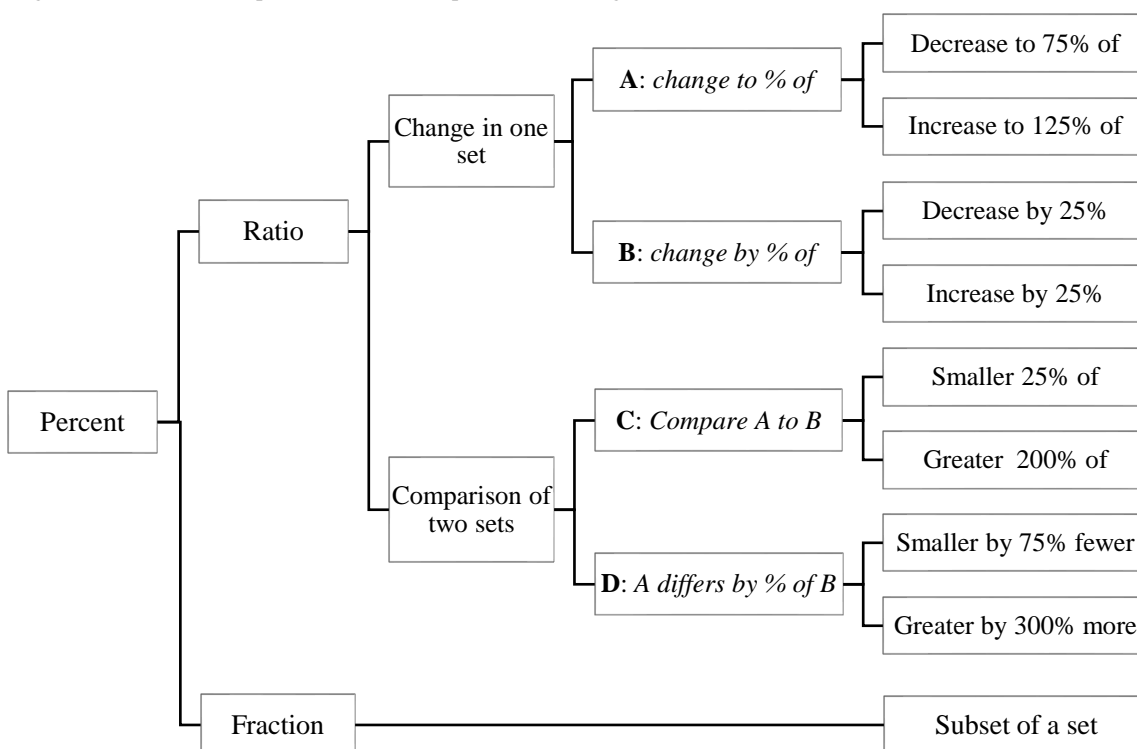 Decrease to 75% of
A: change to % of
Increase to 125% of
Change in one
set
Decrease by 25%
B: change by % of
Increase by 25%
Ratio
Smaller 25% of
C: Compare A to B
Greater 200% of
Percent
Comparison of
two sets
Smaller by 75% fewer
D: A differs by % of B
Greater by 300% more
Fraction
Subset of a set